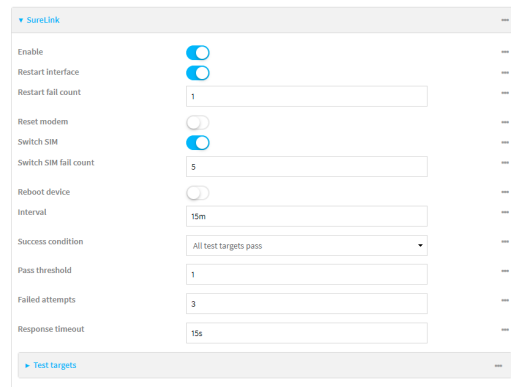 SureLink
Enable
Restart interface
Restart fail count 1
Reset modem
Switch SIM
Switch SIM fail count 5
Reboot device
Interval 15m
Success condition All test targets pass
Pass threshold 1
Failed attempts 3
Response timeout 15s
Test targets